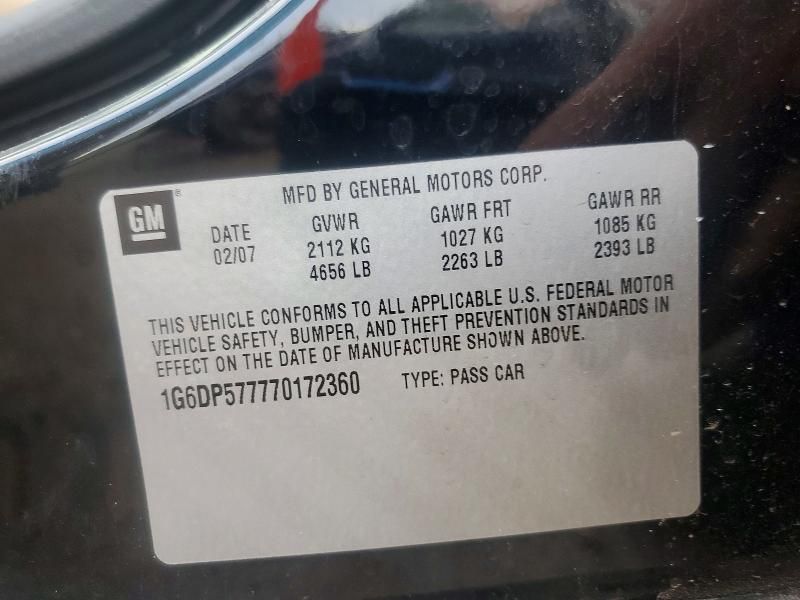 GM®
MFD BY GENERAL MOTORS CORP.
DATE GVWR GAWR FRT GAWR RR
02/07 2112 KG 1027 KG 1085 KG
4656 LB 2263 LB 2393 LB
THIS VEHICLE CONFORMS TO ALL APPLICABLE U.S. FEDERAL MOTOR
VEHICLE SAFETY, BUMPER, AND THEFT PREVENTION STANDARDS IN
EFFECT ON THE DATE OF MANUFACTURE SHOWN ABOVE.
1G6DP577770172360 TYPE: PASS CAR